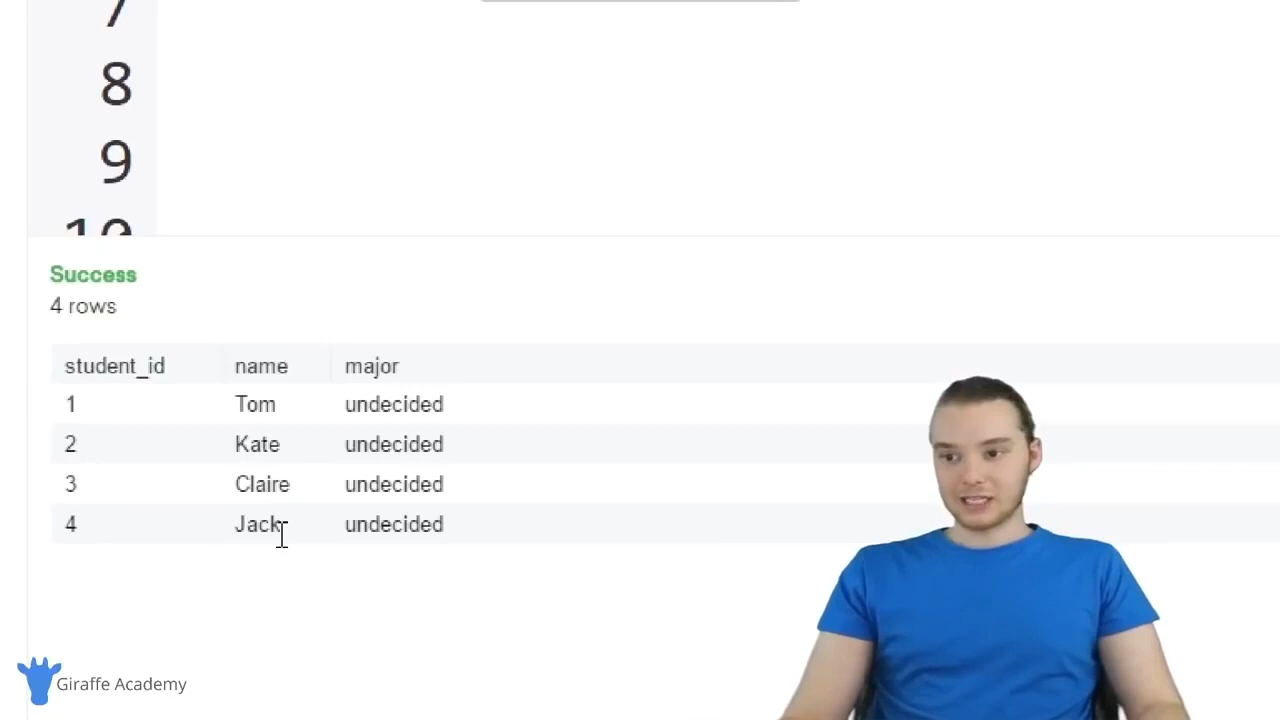 7
8
9
10
Success
4 rows
student_id name major
1 Tom undecided
2 Kate undecided
3 Claire undecided
4 Jack undecided
Giraffe Academy